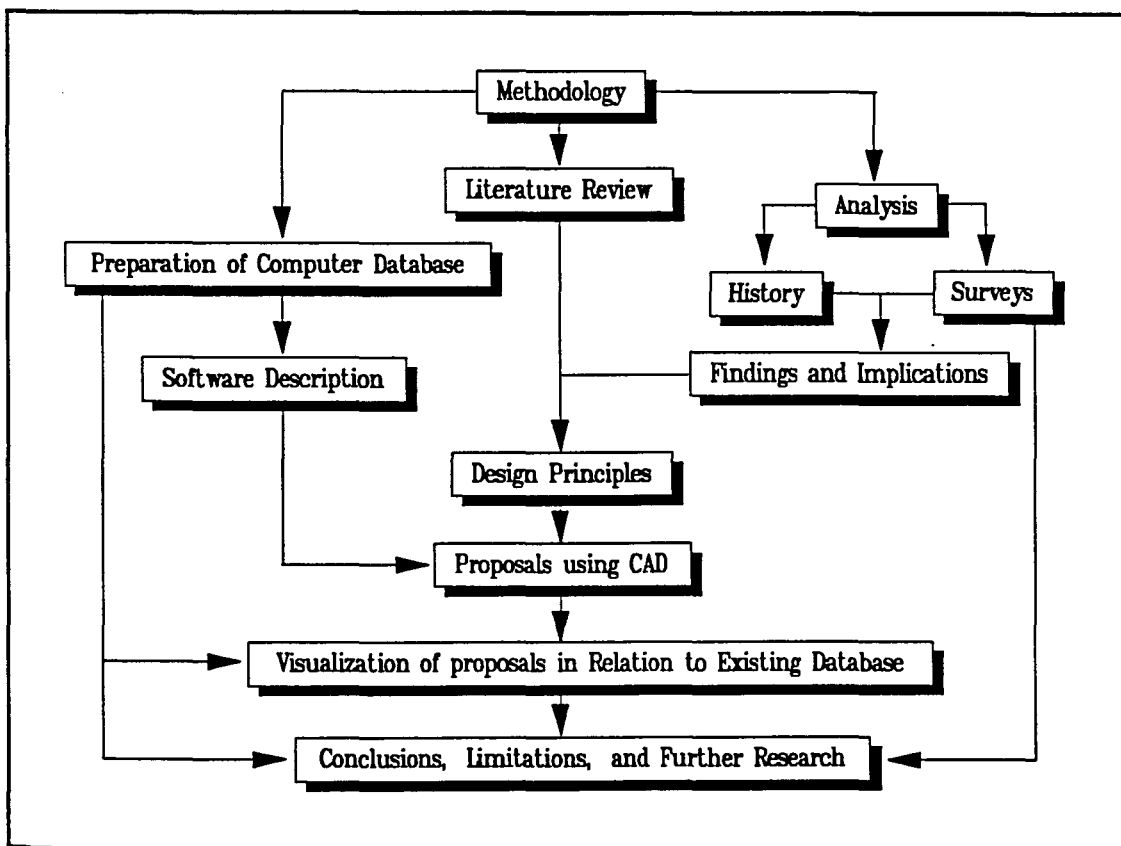 Methodology
Literature Review
Analysis
Preparation of Computer Database
History
Surveys
Software Description
Findings and Implications
Design Principles
Proposals using CAD
Visualization of proposals in Relation to Existing Database
Conclusions, Limitations, and Further Research